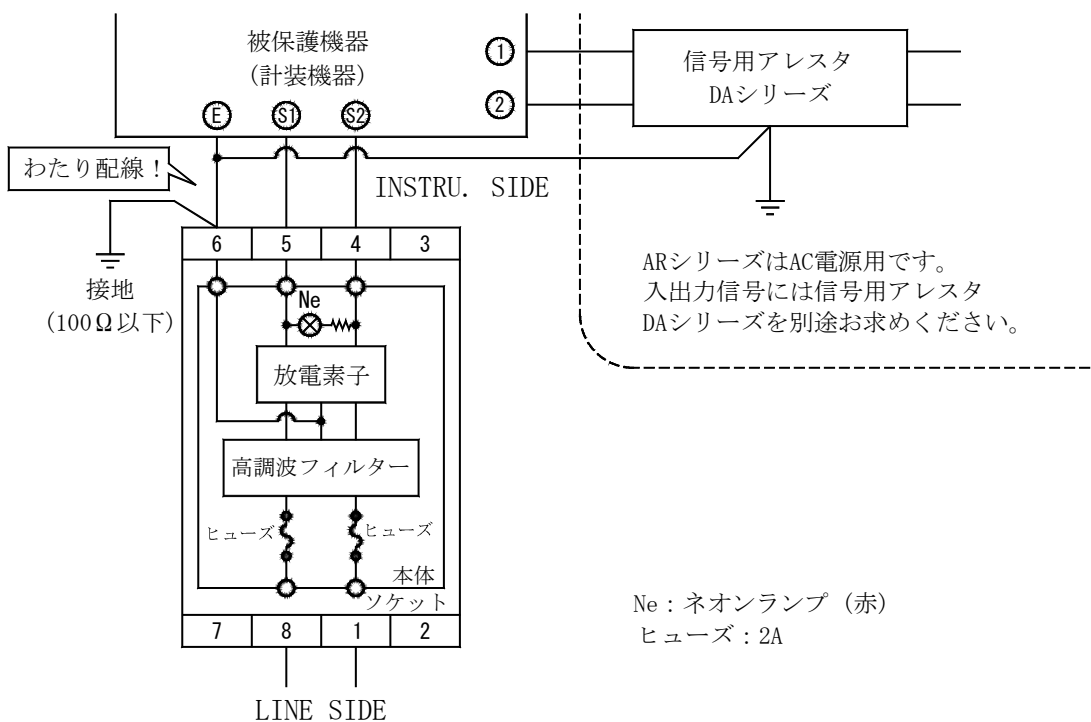 被保護機器
(計装機器)
1
2
E
S1
S2
信号用アレスタ
DAシリーズ
わたり配線!
INSTRU. SIDE
6
5
4
3
接地
(100Ω以下)
Ne
放電素子
高調波フィルター
ヒューズ
ヒューズ
本体
ソケット
7
8
1
2
LINE SIDE
ARシリーズはAC電源用です。
入出力信号には信号用アレスタ
DAシリーズを別途お求めください。
Ne:ネオンランプ(赤)
ヒューズ:2A